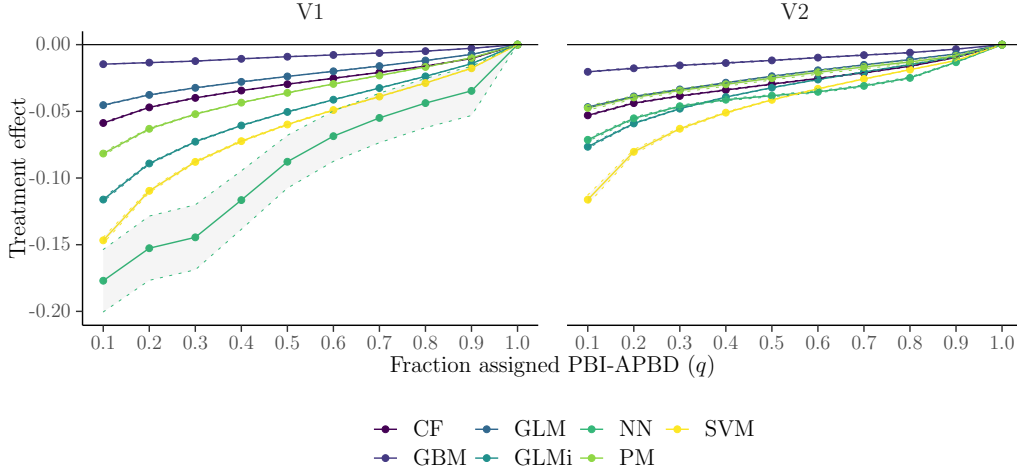 V1 V2
Treatment effect
0.00
-0.05
-0.10
-0.15
-0.20
0.1 0.2 0.3 0.4 0.5 0.6 0.7 0.8 0.9 1.0 0.1 0.2 0.3 0.4 0.5 0.6 0.7 0.8 0.9 1.0
Fraction assigned PBI-APBD (q)
CF GLM NN SVM
GBM GLMi PM